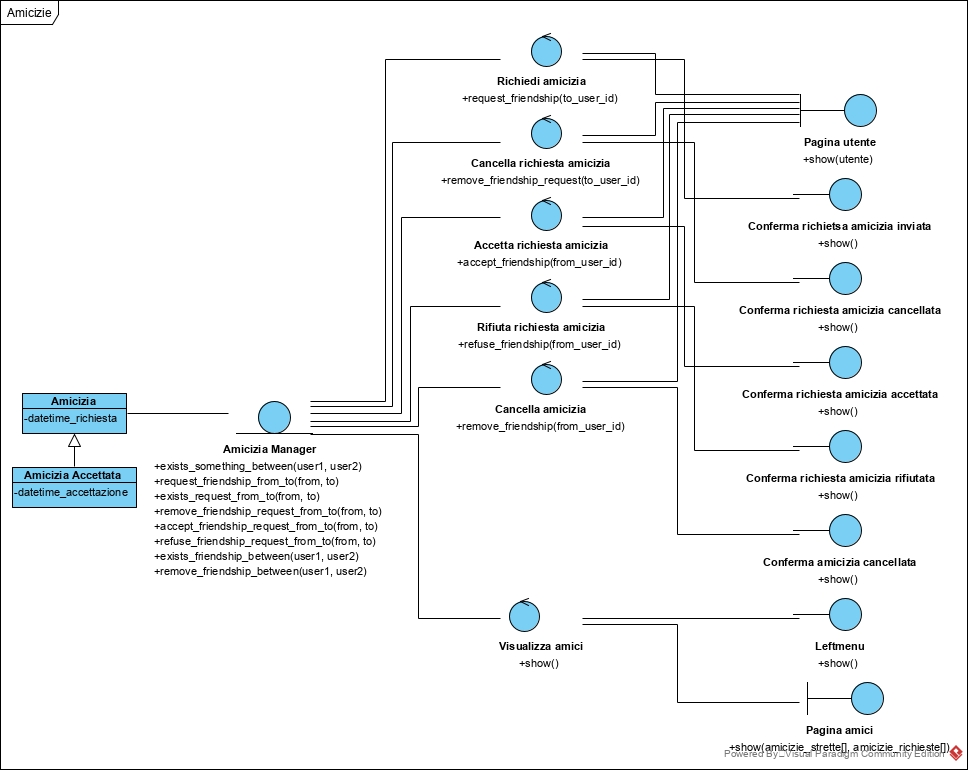 Amicizie
Richiedi amicizia
+request_friendship(to_user_id)
Cancella richiesta amicizia
+remove_friendship_request(to_user_id)
Accetta richiesta amicizia
+accept_friendship(from_user_id)
Rifiuta richiesta amicizia
+refuse_friendship(from_user_id)
Cancella amicizia
+remove_friendship(from_user_id)
Pagina utente
+show(utente)
Conferma richietsa amicizia inviata
+show()
Conferma richiesta amicizia cancellata
+show()
Conferma richiesta amicizia accettata
+show()
Conferma richiesta amicizia rifiutata
+show()
Conferma amicizia cancellata
+show()
Amicizia
-datetime_richiesta
Amicizia Accettata
-datetime_accettazione
Amicizia Manager
+exists_something_between(user1, user2)
+request_friendship_from_to(from, to)
+exists_request_from_to(from, to)
+remove_friendship_request_from_to(from, to)
+accept_friendship_request_from_to(from, to)
+refuse_friendship_request_from_to(from, to)
+exists_friendship_between(user1, user2)
+remove_friendship_between(user1, user2)
Visualizza amici
+show()
Leftmenu
+show()
Pagina amici
+show(amicizie_strette[], amicizie_richieste[])
Powered By Visual Paradigm Community Edition